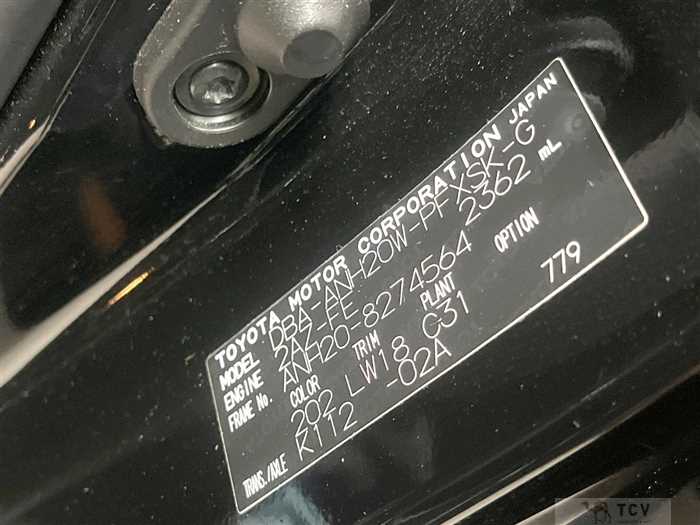 TOYOTA MOTOR CORPORATION JAPAN
MODEL DBA-ANH20W-PFXSK-G
ENGINE 2AZ-FE 2362 mL
FRAME No. ANH20-8274564
COLOR TRIM PLANT OPTION
202 LW18 C31 779
TRANS./AXLE K112 -02A
TCV